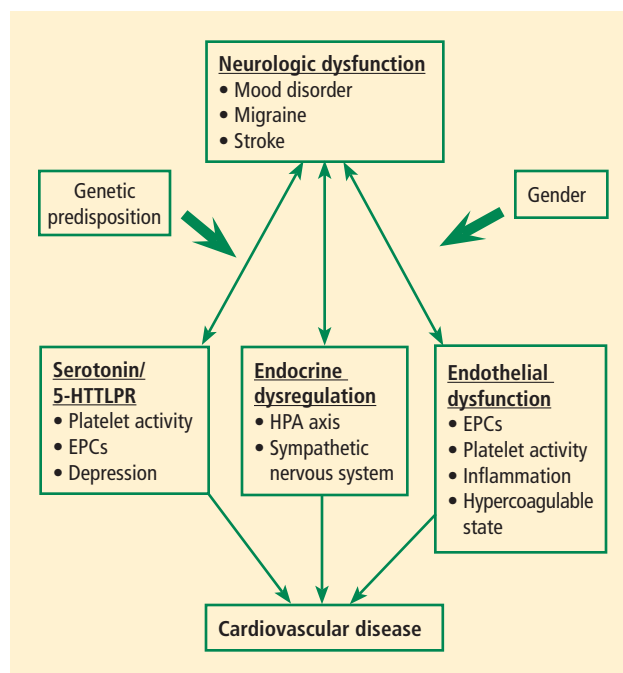 Neurologic dysfunction
• Mood disorder
• Migraine
• Stroke
Genetic
predisposition
Gender
Serotonin/
5-HTTLPR
• Platelet activity
• EPCs
• Depression
Endocrine
dysregulation
• HPA axis
• Sympathetic
nervous system
Endothelial
dysfunction
• EPCs
• Platelet activity
• Inflammation
• Hypercoagulable
state
Cardiovascular disease